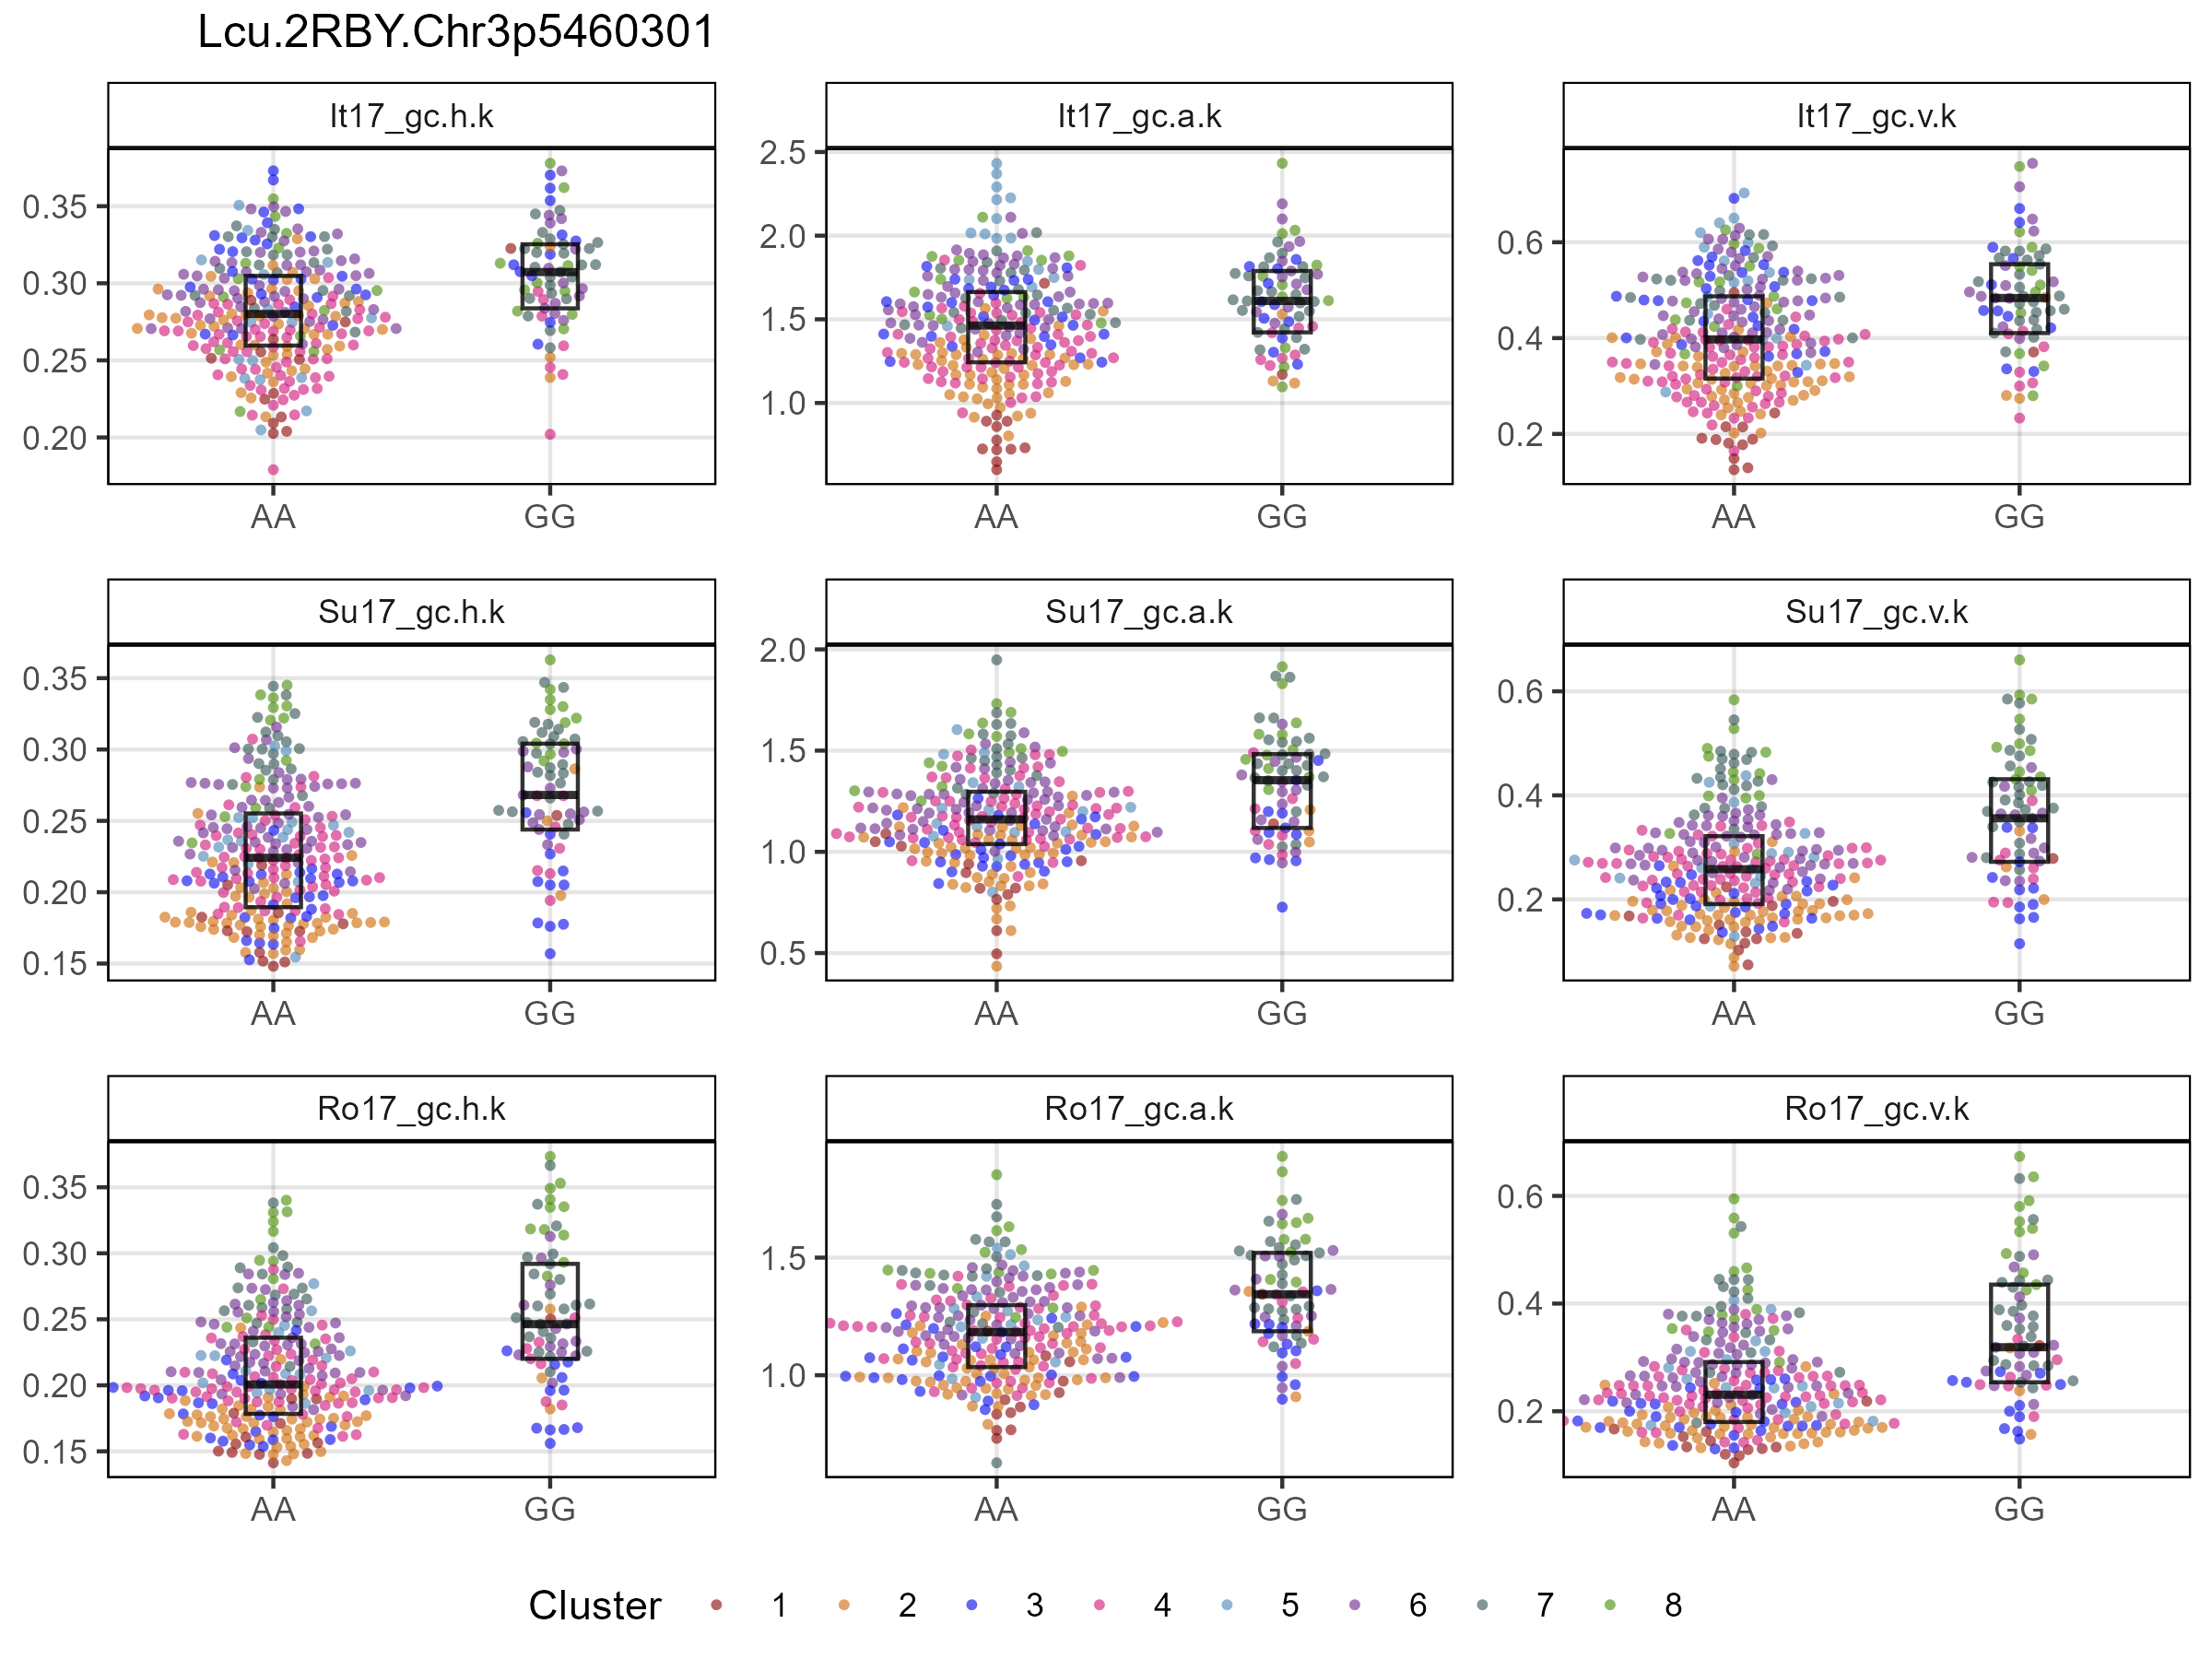 Lcu.2RBY.Chr3p5460301
It17_gc.h.k
It17_gc.a.k
It17_gc.v.k
0.35
0.30
0.25
0.20
AA GG
2.5
2.0
1.5
1.0
AA GG
0.6
0.4
0.2
AA GG
Su17_gc.h.k
Su17_gc.a.k
Su17_gc.v.k
0.35
0.30
0.25
0.20
0.15
AA GG
2.0
1.5
1.0
0.5
AA GG
0.6
0.4
0.2
AA GG
Ro17_gc.h.k
Ro17_gc.a.k
Ro17_gc.v.k
0.35
0.30
0.25
0.20
0.15
AA GG
1.5
1.0
AA GG
0.6
0.4
0.2
AA GG
Cluster 1 2 3 4 5 6 7 8